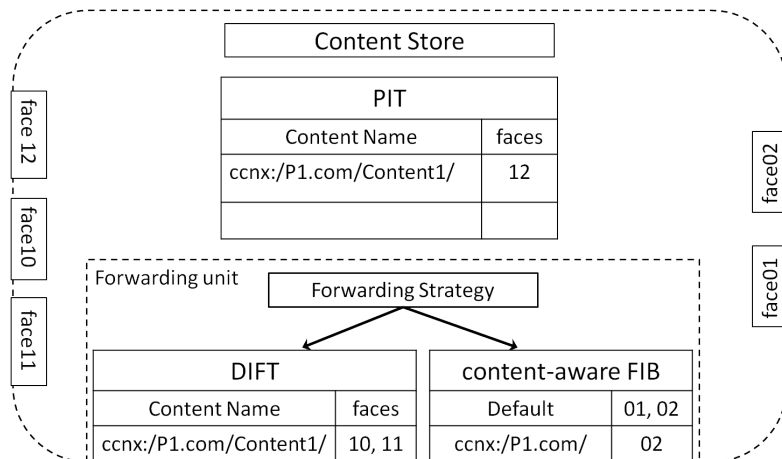 Content Store
PIT
Content Name faces
ccnx:/P1.com/Content1/ 12
face 12
face10
face11
face02
face01
Forwarding unit
Forwarding Strategy
DIFT
Content Name faces
ccnx:/P1.com/Content1/ 10, 11
content-aware FIB
Default 01, 02
ccnx:/P1.com/ 02